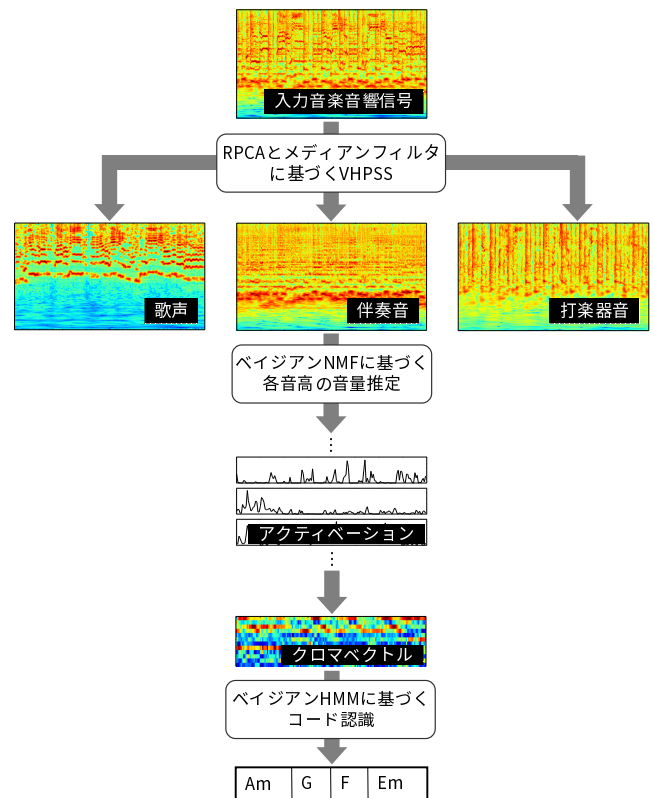 入力音楽音響信号
RPCAとメディアンフィルタ
に基づくVHPSS
歌声
伴奏音
打楽器音
ベイジアンNMFに基づく
各音高の音量推定
アクティベーション
クロマベクトル
ベイジアンHMMに基づく
コード認識
Am G F Em